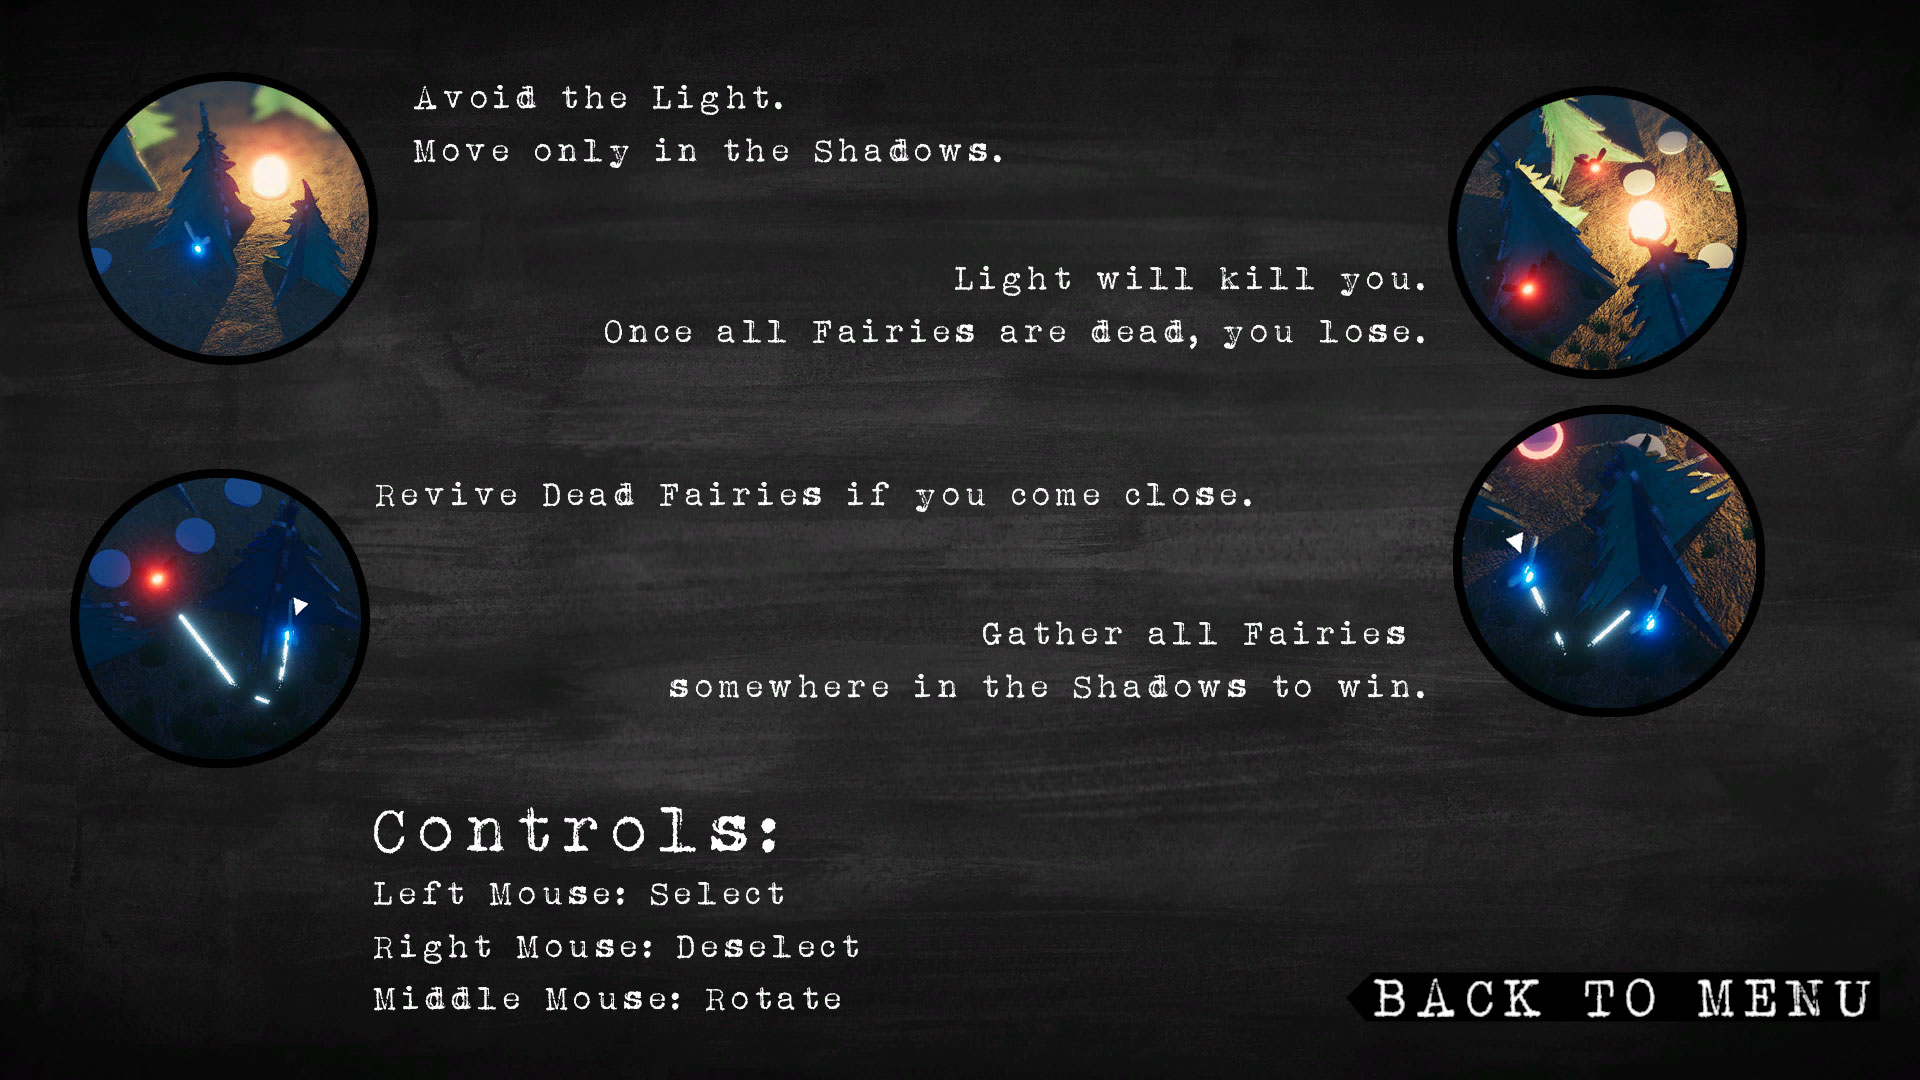 Avoid the Light.
Move only in the Shadows.
Light will kill you.
Once all Fairies are dead, you lose.
Revive Dead Fairies if you come close.
Gather all Fairies
somewhere in the Shadows to win.
Controls:
Left Mouse: Select
Right Mouse: Deselect
Middle Mouse: Rotate
BACK TO MENU